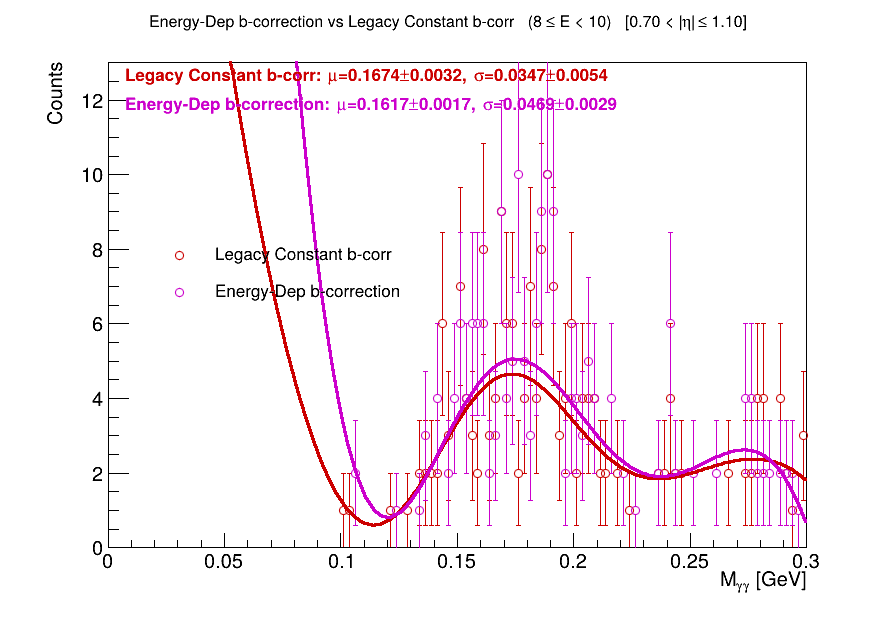 Energy-Dep b-correction vs Legacy Constant b-corr (8 ≤ E < 10) [0.70 < |η| ≤ 1.10]
Counts
Legacy Constant b-corr: μ=0.1674±0.0032, σ=0.0347±0.0054
Energy-Dep b-correction: μ=0.1617±0.0017, σ=0.0469±0.0029
12
10
8
6
4
2
0
Legacy Constant b-corr
Energy-Dep b-correction
0 0.05 0.1 0.15 0.2 0.25 0.3
Mγγ [GeV]